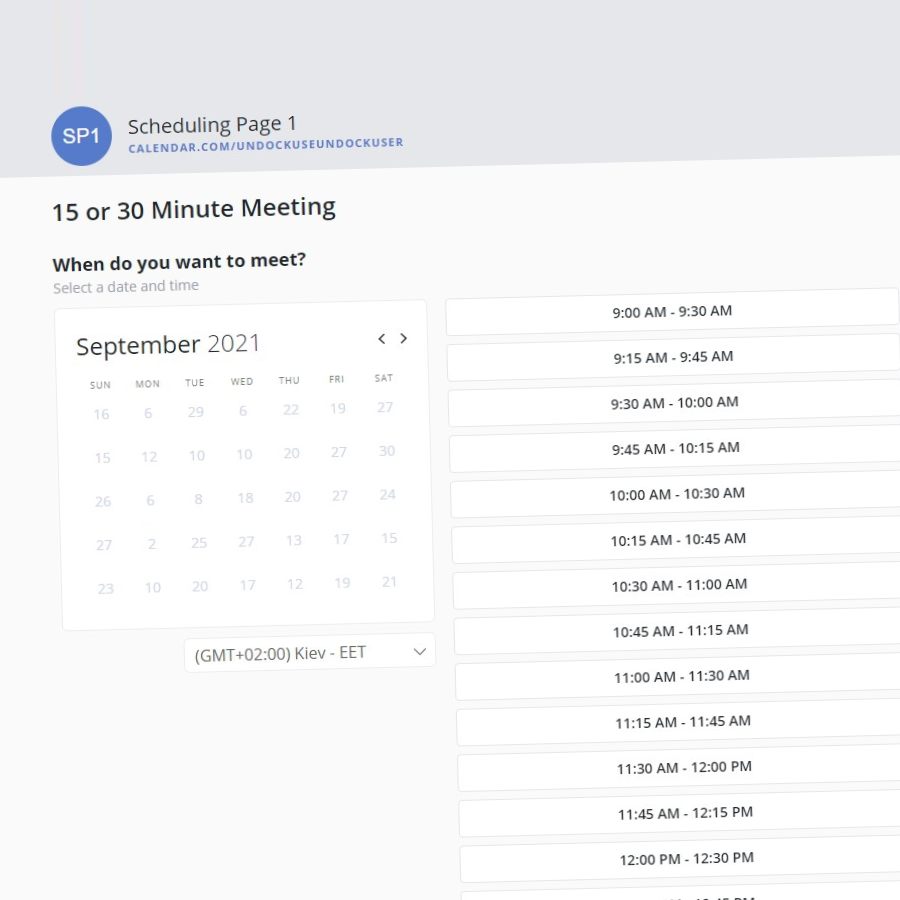 SP1
Scheduling Page 1
CALENDAR.COM/UNDOCKUSEUNDOCKUSER
15 or 30 Minute Meeting
When do you want to meet?
Select a date and time
September 2021
SUN MON TUE WED THU FRI SAT
16 6 29 6 22 19 27
15 12 10 10 20 27 30
26 6 8 18 20 27 24
27 2 25 27 13 17 15
23 10 20 17 12 19 21
(GMT+02:00) Kiev - EET
9:00 AM - 9:30 AM
9:15 AM - 9:45 AM
9:30 AM - 10:00 AM
9:45 AM - 10:15 AM
10:00 AM - 10:30 AM
10:15 AM - 10:45 AM
10:30 AM - 11:00 AM
10:45 AM - 11:15 AM
11:00 AM - 11:30 AM
11:15 AM - 11:45 AM
11:30 AM - 12:00 PM
11:45 AM - 12:15 PM
12:00 PM - 12:30 PM